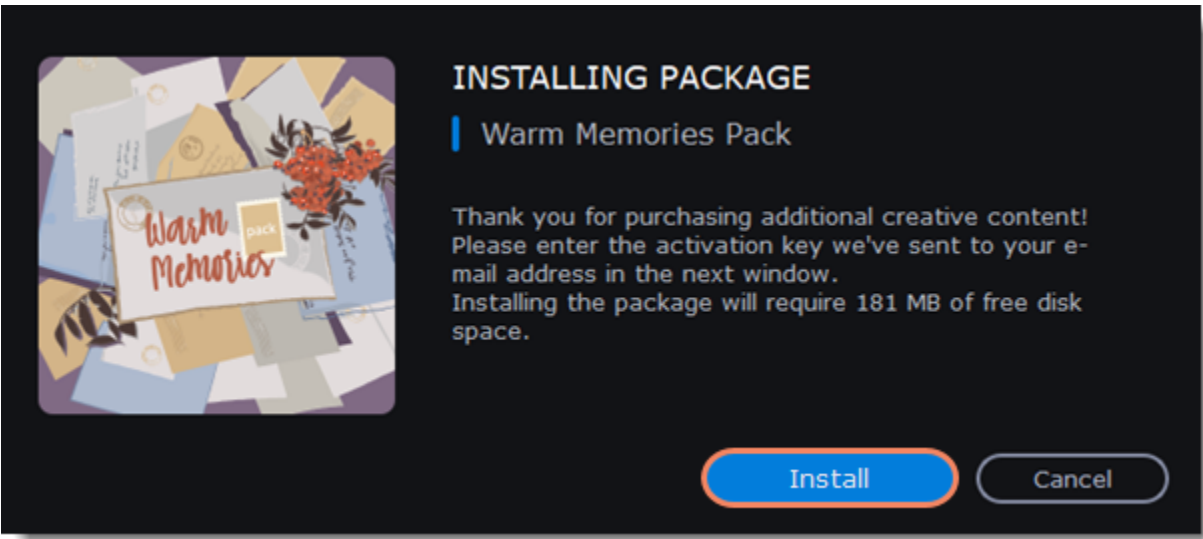 INSTALLING PACKAGE
Warm Memories Pack
Warm
pack
Memories
Thank you for purchasing additional creative content!
Please enter the activation key we've sent to your e-
mail address in the next window.
Installing the package will require 181 MB of free disk
space.
Install
Cancel